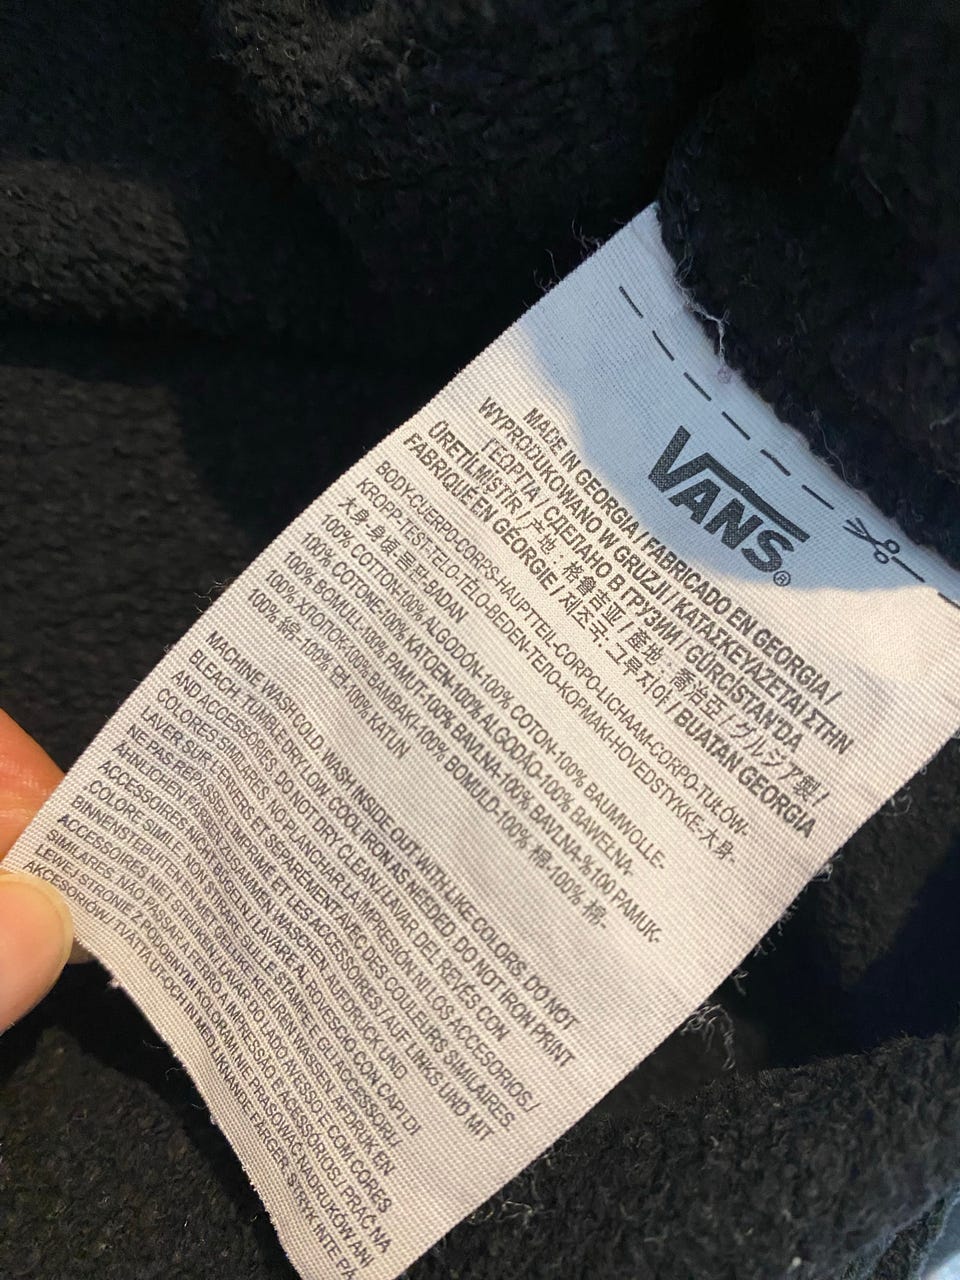 VANS®
MADE IN GEORGIA / FABRICADO EN GEORGIA /
WYPRODUKOWANO W GRUZJI / ΚΑΤΑΣΚΕΥΑΖΕΤΑΙ ΣΤΗΝ
ΓΕΩΡΓΙΑ / СДЕЛАНО В ГРУЗИИ / GÜRCİSTAN'DA
ÜRETİLMİŞTİR / 产地：格鲁吉亚 / 產地：喬治亞 / グルジア製 /
FABRIQUÉ EN GEORGIE / 제조국: 그루지야 / BUATAN GEORGIA
BODY-CUERPO-CORPS-HAUPTTEIL-CORPO-LICHAAM-CORPO-TUŁÓW-
KROPP-TEST-TELO-TĚLO-BEDEN-ΤΕΛΟ-ΚΟΡΜΑΚΙ-HOVEDSTYKKE-大身-
大身-身頃-몸판-BADAN
100% COTTON-100% ALGODÓN-100% COTON-100% BAUMWOLLE-
100% COTONE-100% KATOEN-100% ALGODÃO-100% BAWEŁNA-
100% BOMULL-100% PAMUT-100% BAVLNA-100% BAVLNA-%100 PAMUK-
100% ХЛОПОК-100% ΒΑΜΒΑΚΙ-100% BOMULD-100% 棉-100% 棉-
100% 綿-100% 면-100% KATUN
MACHINE WASH COLD. WASH INSIDE OUT WITH LIKE COLORS. DO NOT
BLEACH. TUMBLE DRY LOW. COOL IRON AS NEEDED. DO NOT IRON PRINT
AND ACCESSORIES. DO NOT DRY CLEAN. / LAVAR DEL REVÉS CON
COLORES SIMILARES. NO PLANCHAR LA IMPRESIÓN NI LOS ACCESORIOS /
LAVER SUR L'ENVERS ET SÉPARÉMENT AVEC DES COULEURS SIMILAIRES.
NE PAS REPASSER L'IMPRIMÉ ET LES ACCESSOIRES / AUF LINKS UND MIT
ÄHNLICHEN FARBEN ZUSAMMEN WASCHEN. AUFDRUCK UND
ACCESSOIRES NICHT BÜGELN / LAVARE AL ROVESCIO CON CAPI DI
COLORE SIMILE. NON STIRARE SULLE STAMPE E GLI ACCESSORI /
BINNENSTEBUITEN EN MET GELIJKE KLEUREN WASSEN. AFDRUK EN
ACCESSOIRES NIET STRIJKEN / LAVAR DO LADO AVESSO E COM CORES
SIMILARES. NÃO PASSAR A FERRO A IMPRESSÃO E ACESSÓRIOS / PRAĆ NA
LEWEJ STRONIE Z PODOBNYMI KOLORAMI. NIE PRASOWAĆ NADRUKÓW ANI
AKCESORIÓW / TVÄTTA UT OCH IN MED LIKNANDE FÄRGER. STRYK INTE PÅ